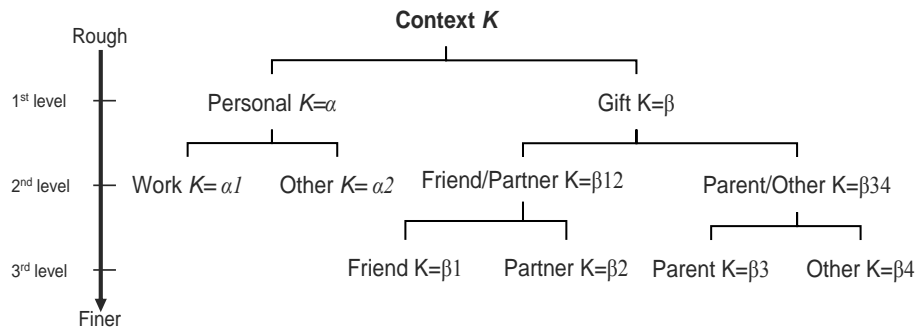 Context K
Rough
1st level
Personal K=α
Gift K=β
2nd level
Work K= α1
Other K= α2
Friend/Partner K=β12
Parent/Other K=β34
3rd level
Friend K=β1
Partner K=β2
Parent K=β3
Other K=β4
Finer